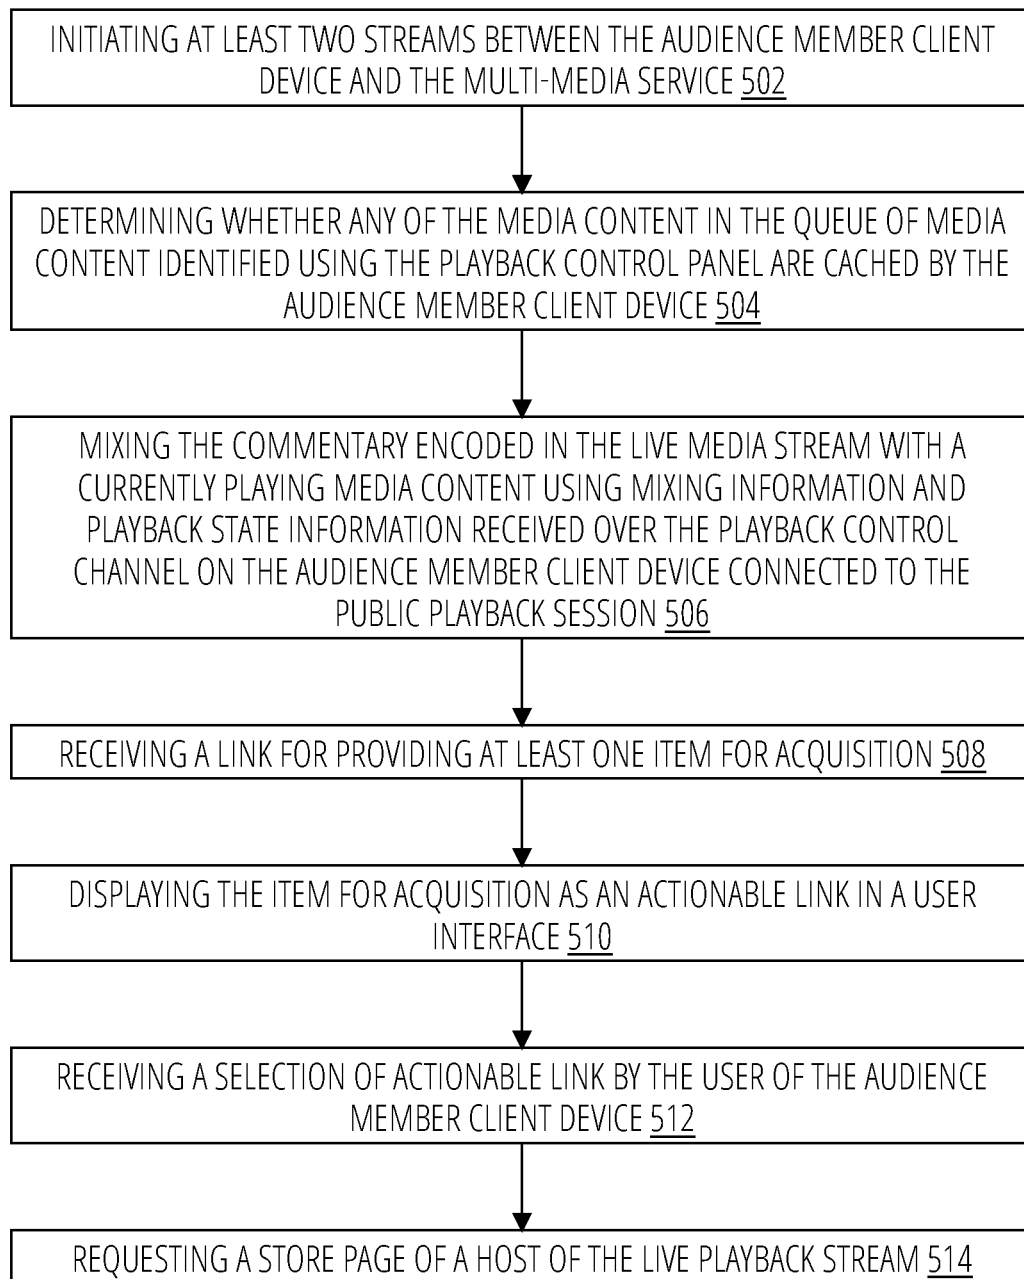 INITIATING AT LEAST TWO STREAMS BETWEEN THE AUDIENCE MEMBER CLIENT
DEVICE AND THE MULTI-MEDIA SERVICE 502
DETERMINING WHETHER ANY OF THE MEDIA CONTENT IN THE QUEUE OF MEDIA
CONTENT IDENTIFIED USING THE PLAYBACK CONTROL PANEL ARE CACHED BY THE
AUDIENCE MEMBER CLIENT DEVICE 504
MIXING THE COMMENTARY ENCODED IN THE LIVE MEDIA STREAM WITH A
CURRENTLY PLAYING MEDIA CONTENT USING MIXING INFORMATION AND
PLAYBACK STATE INFORMATION RECEIVED OVER THE PLAYBACK CONTROL
CHANNEL ON THE AUDIENCE MEMBER CLIENT DEVICE CONNECTED TO THE
PUBLIC PLAYBACK SESSION 506
RECEIVING A LINK FOR PROVIDING AT LEAST ONE ITEM FOR ACQUISITION 508
DISPLAYING THE ITEM FOR ACQUISITION AS AN ACTIONABLE LINK IN A USER
INTERFACE 510
RECEIVING A SELECTION OF ACTIONABLE LINK BY THE USER OF THE AUDIENCE
MEMBER CLIENT DEVICE 512
REQUESTING A STORE PAGE OF A HOST OF THE LIVE PLAYBACK STREAM 514